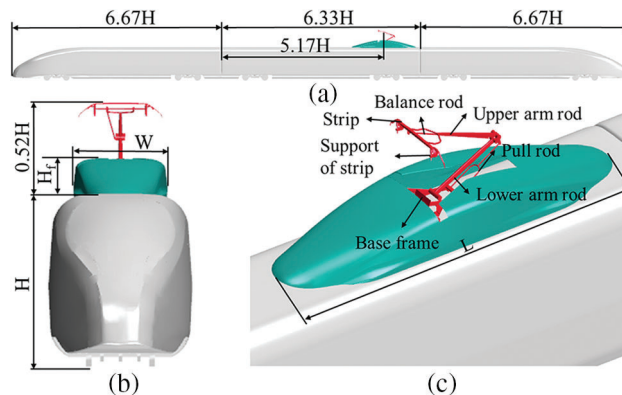 6.67H 6.33H 6.67H
5.17H
(a)
0.52H
H_f
W
H
(b)
Strip
Balance rod
Upper arm rod
Support
of strip
Pull rod
Lower arm rod
Base frame
L
(c)